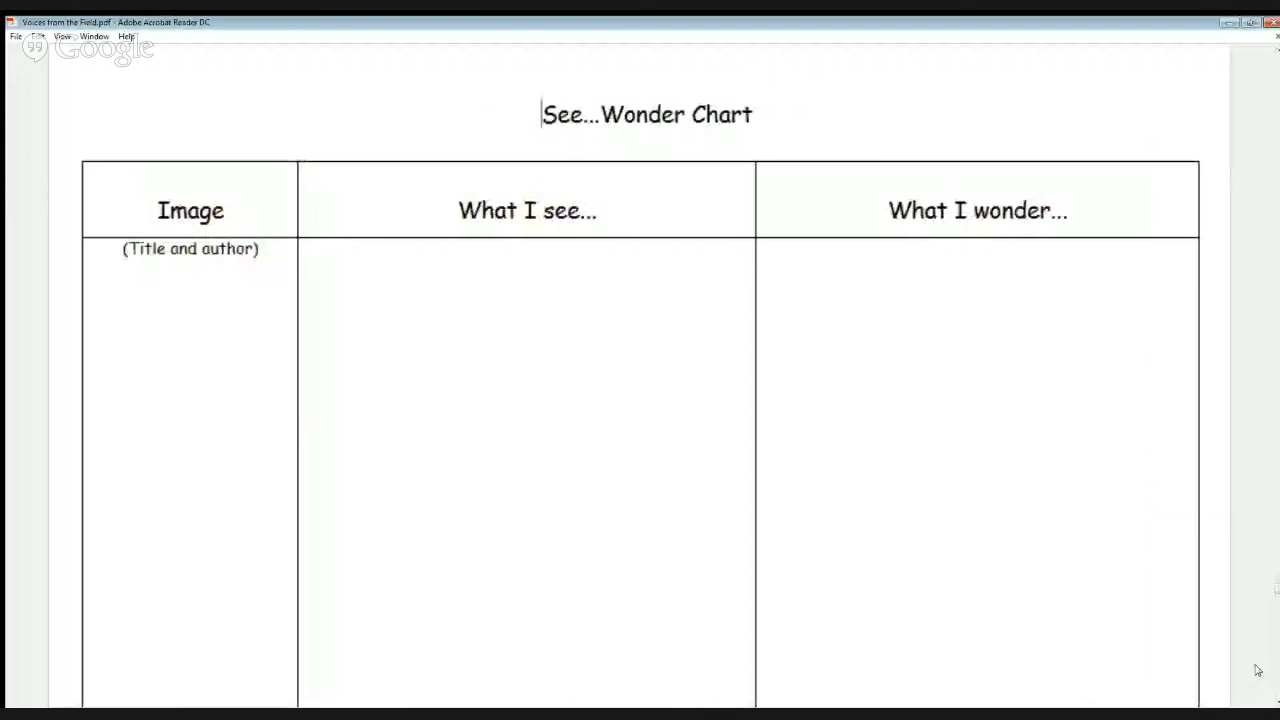 Voices from the Field.pdf - Adobe Acrobat Reader DC
File Edit View Window Help
Google
See...Wonder Chart
Image What I see... What I wonder...
(Title and author)